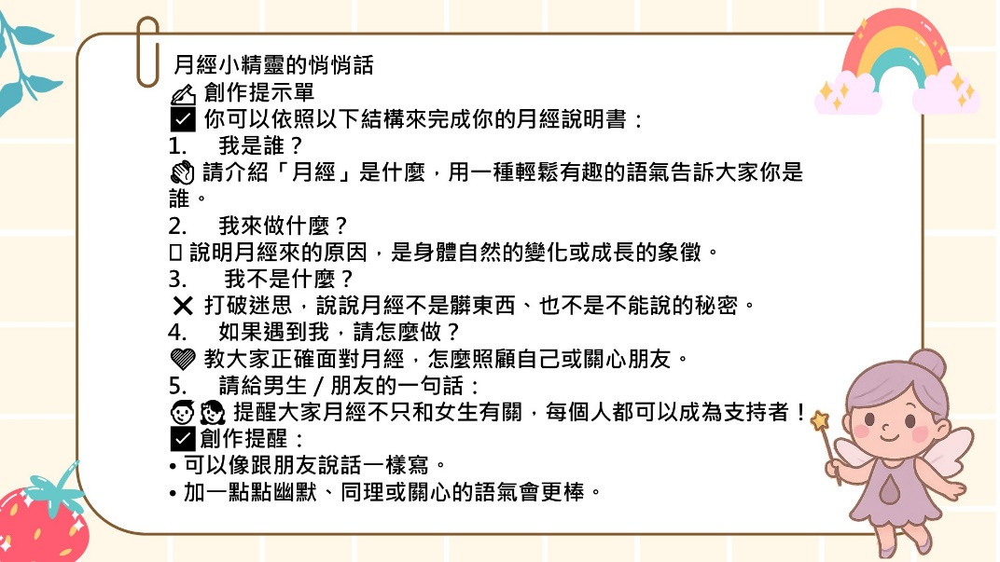 月經小精靈的悄悄話
✍ 創作提示單
✅ 你可以依照以下結構來完成你的月經說明書：
1. 我是誰？
👋 請介紹「月經」是什麼，用一種輕鬆有趣的語氣告訴大家你是
誰。
2. 我來做什麼？
□ 說明月經來的原因，是身體自然的變化或成長的象徵。
3. 我不是什麼？
❌ 打破迷思，說說月經不是髒東西、也不是不能說的秘密。
4. 如果遇到我，請怎麼做？
💜 教大家正確面對月經，怎麼照顧自己或關心朋友。
5. 請給男生 / 朋友的一句話：
👦👧 提醒大家月經不只和女生有關，每個人都可以成為支持者！
✅ 創作提醒：
• 可以像跟朋友說話一樣寫。
• 加一點點幽默、同理或關心的語氣會更棒。